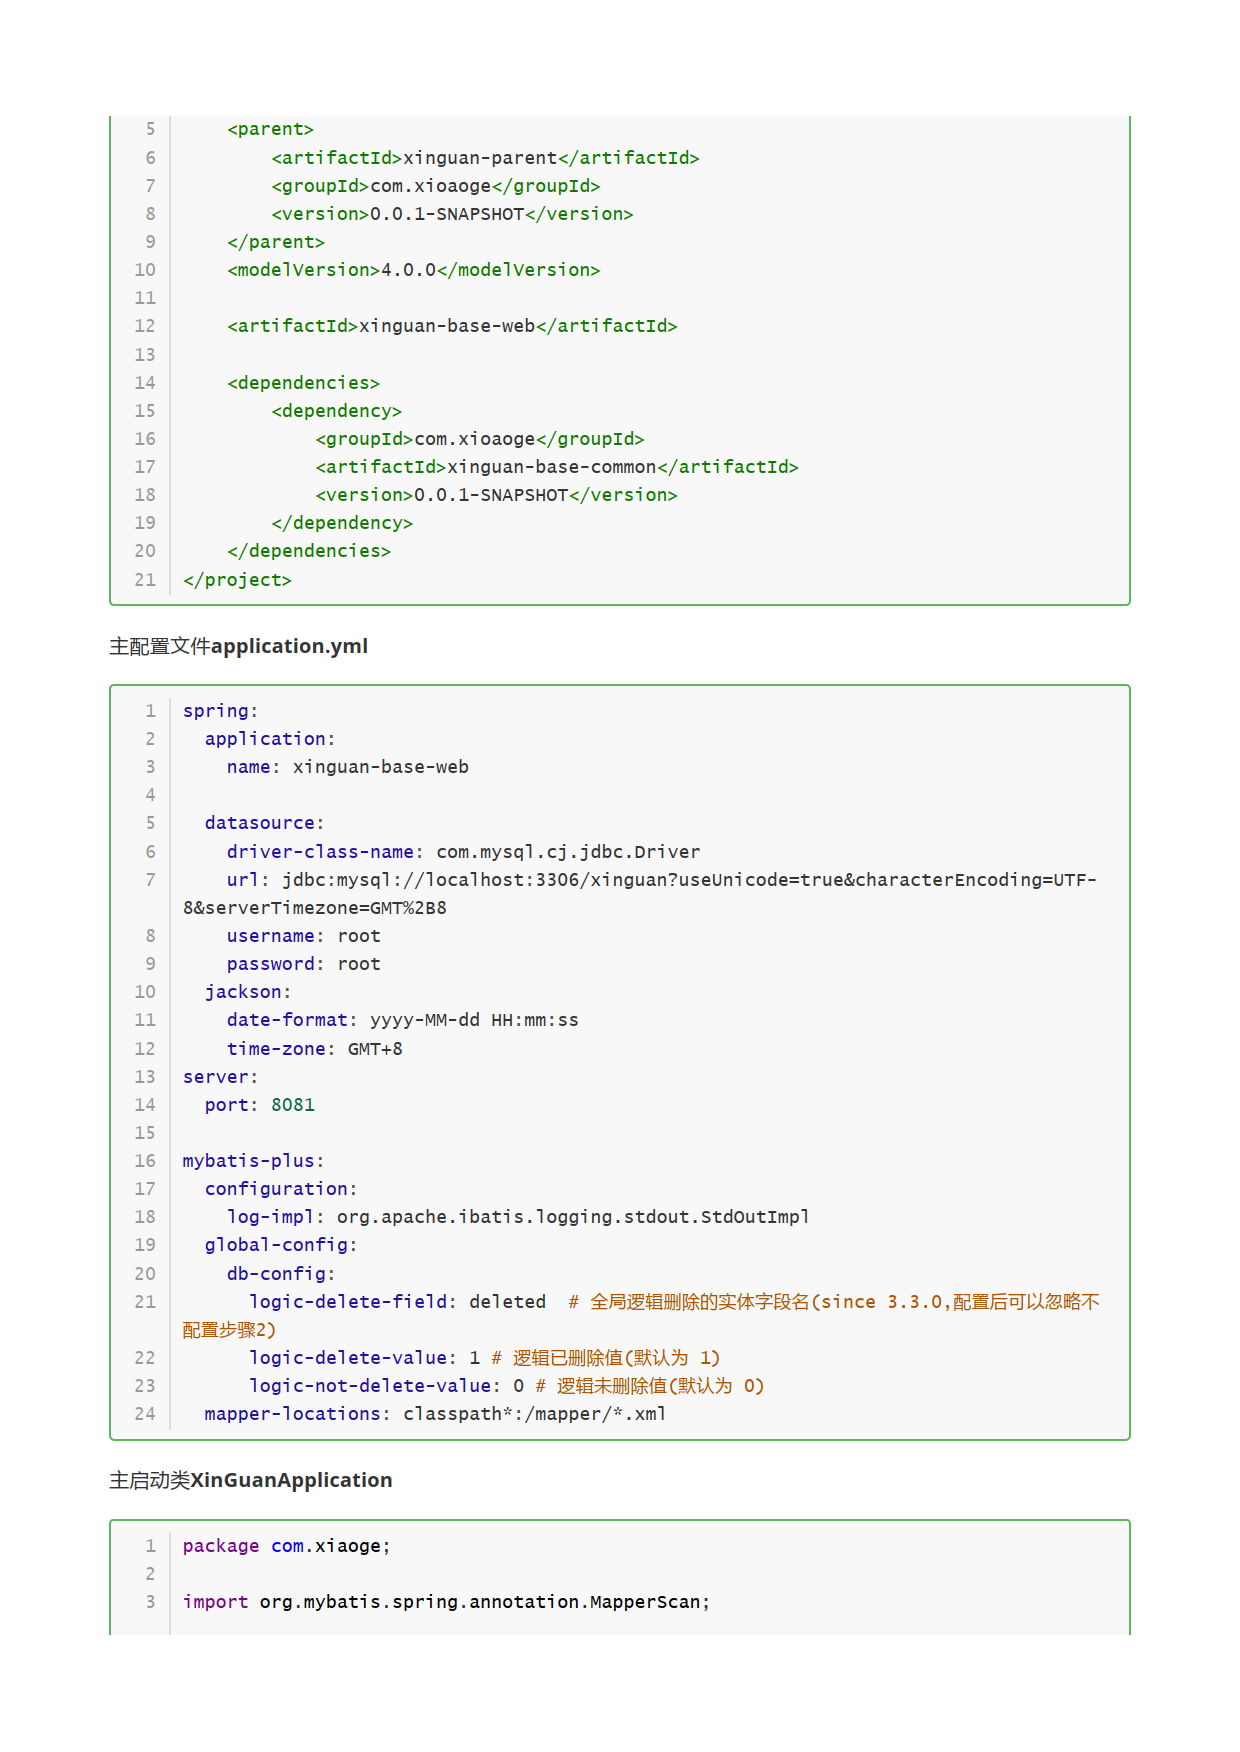 5     <parent>
6         <artifactId>xinguan-parent</artifactId>
7         <groupId>com.xioaoge</groupId>
8         <version>0.0.1-SNAPSHOT</version>
9     </parent>
10     <modelVersion>4.0.0</modelVersion>
11
12     <artifactId>xinguan-base-web</artifactId>
13
14     <dependencies>
15         <dependency>
16             <groupId>com.xioaoge</groupId>
17             <artifactId>xinguan-base-common</artifactId>
18             <version>0.0.1-SNAPSHOT</version>
19         </dependency>
20     </dependencies>
21 </project>
主配置文件application.yml
1 spring:
2   application:
3     name: xinguan-base-web
4
5   datasource:
6     driver-class-name: com.mysql.cj.jdbc.Driver
7     url: jdbc:mysql://localhost:3306/xinguan?useUnicode=true&characterEncoding=UTF-
8&serverTimezone=GMT%2B8
8     username: root
9     password: root
10   jackson:
11     date-format: yyyy-MM-dd HH:mm:ss
12     time-zone: GMT+8
13 server:
14   port: 8081
15
16 mybatis-plus:
17   configuration:
18     log-impl: org.apache.ibatis.logging.stdout.StdOutImpl
19   global-config:
20     db-config:
21       logic-delete-field: deleted  # 全局逻辑删除的实体字段名(since 3.3.0,配置后可以忽略不
配置步骤2)
22       logic-delete-value: 1 # 逻辑已删除值(默认为 1)
23       logic-not-delete-value: 0 # 逻辑未删除值(默认为 0)
24   mapper-locations: classpath*:/mapper/*.xml
主启动类XinGuanApplication
1 package com.xiaoge;
2
3 import org.mybatis.spring.annotation.MapperScan;